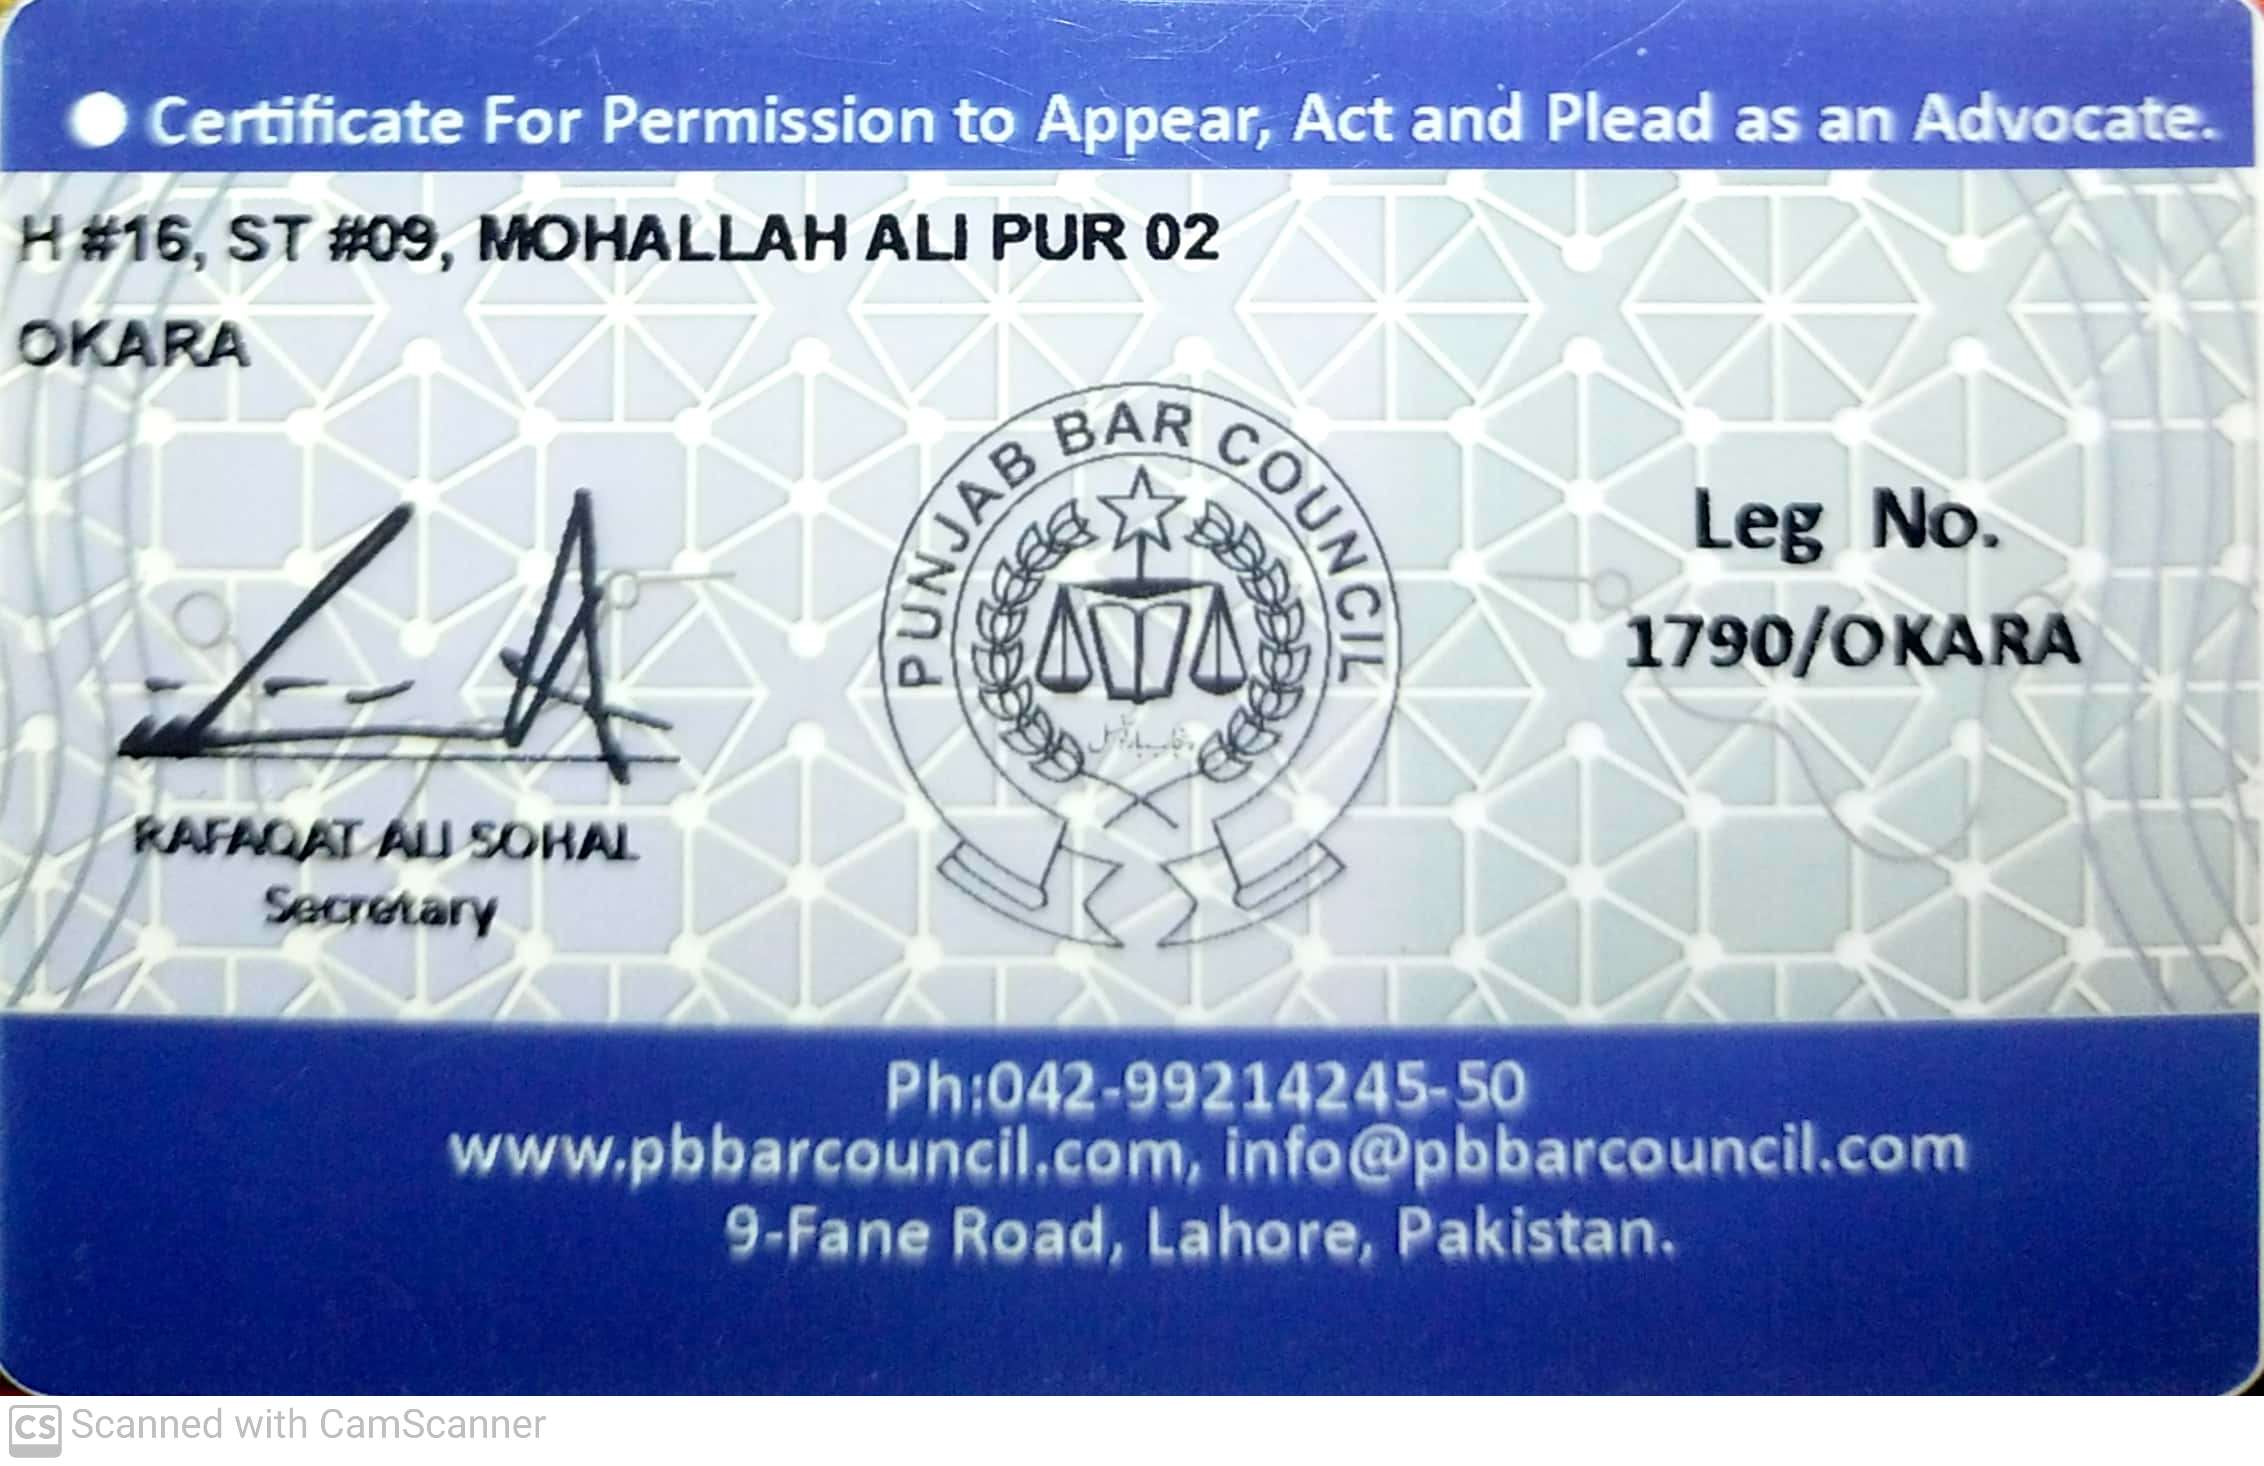 Certificate For Permission to Appear, Act and Plead as an Advocate.
H #16, ST #09, MOHALLAH ALI PUR 02
OKARA
PUNJAB BAR COUNCIL
پنجاب بار کونسل
Leg No.
1790/OKARA
RAFAQAT ALI SOHAL
Secretary
Ph:042-99214245-50
www.pbbarcouncil.com, info@pbbarcouncil.com
9-Fane Road, Lahore, Pakistan.
CS Scanned with CamScanner